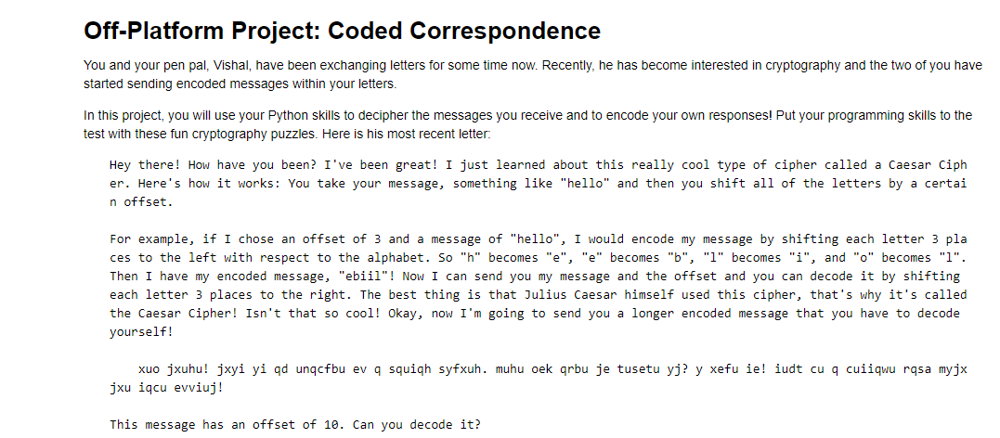 Off-Platform Project: Coded Correspondence
You and your pen pal, Vishal, have been exchanging letters for some time now. Recently, he has become interested in cryptography and the two of you have
started sending encoded messages within your letters.
In this project, you will use your Python skills to decipher the messages you receive and to encode your own responses! Put your programming skills to the
test with these fun cryptography puzzles. Here is his most recent letter:
Hey there! How have you been? I've been great! I just learned about this really cool type of cipher called a Caesar Ciph
er. Here's how it works: You take your message, something like "hello" and then you shift all of the letters by a certai
n offset.
For example, if I chose an offset of 3 and a message of "hello", I would encode my message by shifting each letter 3 pla
ces to the left with respect to the alphabet. So "h" becomes "e", "e" becomes "b", "l" becomes "i", and "o" becomes "l".
Then I have my encoded message, "ebiil"! Now I can send you my message and the offset and you can decode it by shifting
each letter 3 places to the right. The best thing is that Julius Caesar himself used this cipher, that's why it's called
the Caesar Cipher! Isn't that so cool! Okay, now I'm going to send you a longer encoded message that you have to decode
yourself!
xuo jxuhu! jxyi yi qd unqcfbu ev q squiqh syfxuh. muhu oek qrbu je tusetu yj? y xefu ie! iudt cu q cuiiqwu rqsa myjx
jxu iqcu evviuj!
This message has an offset of 10. Can you decode it?